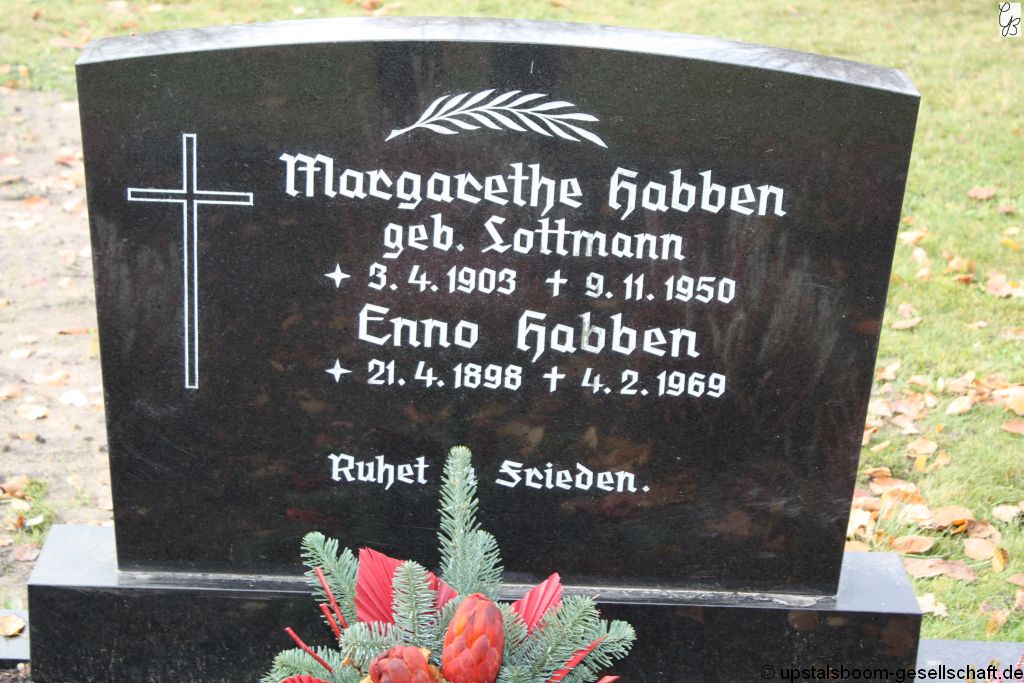 Margarethe Habben
geb. Lottmann
3. 4. 1903 † 9. 11. 1950
Enno Habben
21. 4. 1898 † 4. 2. 1969
Ruhet Frieden.
GB
© upstalsboom-gesellschaft.de